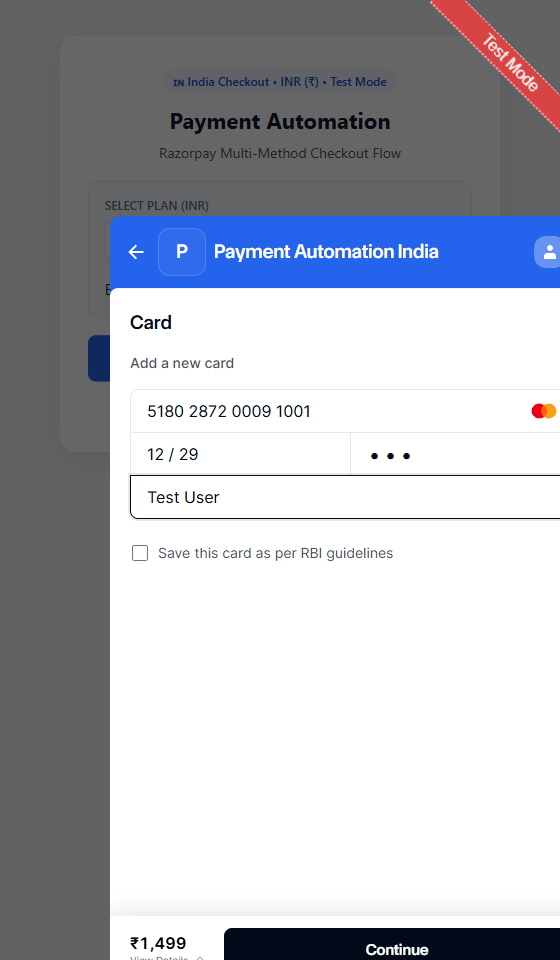 Test Mode
IN India Checkout • INR (₹) • Test Mode
Payment Automation
Razorpay Multi-Method Checkout Flow
SELECT PLAN (INR)
P Payment Automation India
Card
Add a new card
5180 2872 0009 1001
12 / 29 •••
Test User
Save this card as per RBI guidelines
₹1,499 Continue
View Details